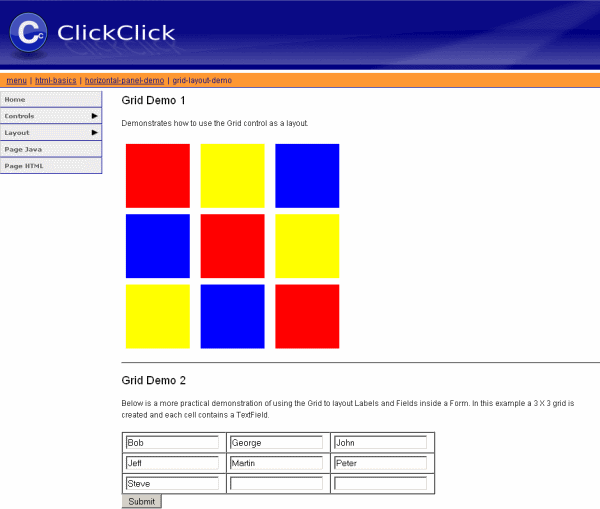 C C
ClickClick
menu | html-basics | horizontal-panel-demo | grid-layout-demo
Home
Controls
Layout
Page Java
Page HTML
Grid Demo 1
Demonstrates how to use the Grid control as a layout.
Grid Demo 2
Below is a more practical demonstration of using the Grid to layout Labels and Fields inside a Form. In this example a 3 X 3 grid is
created and each cell contains a TextField.
Bob George John
Jeff Martin Peter
Steve
Submit